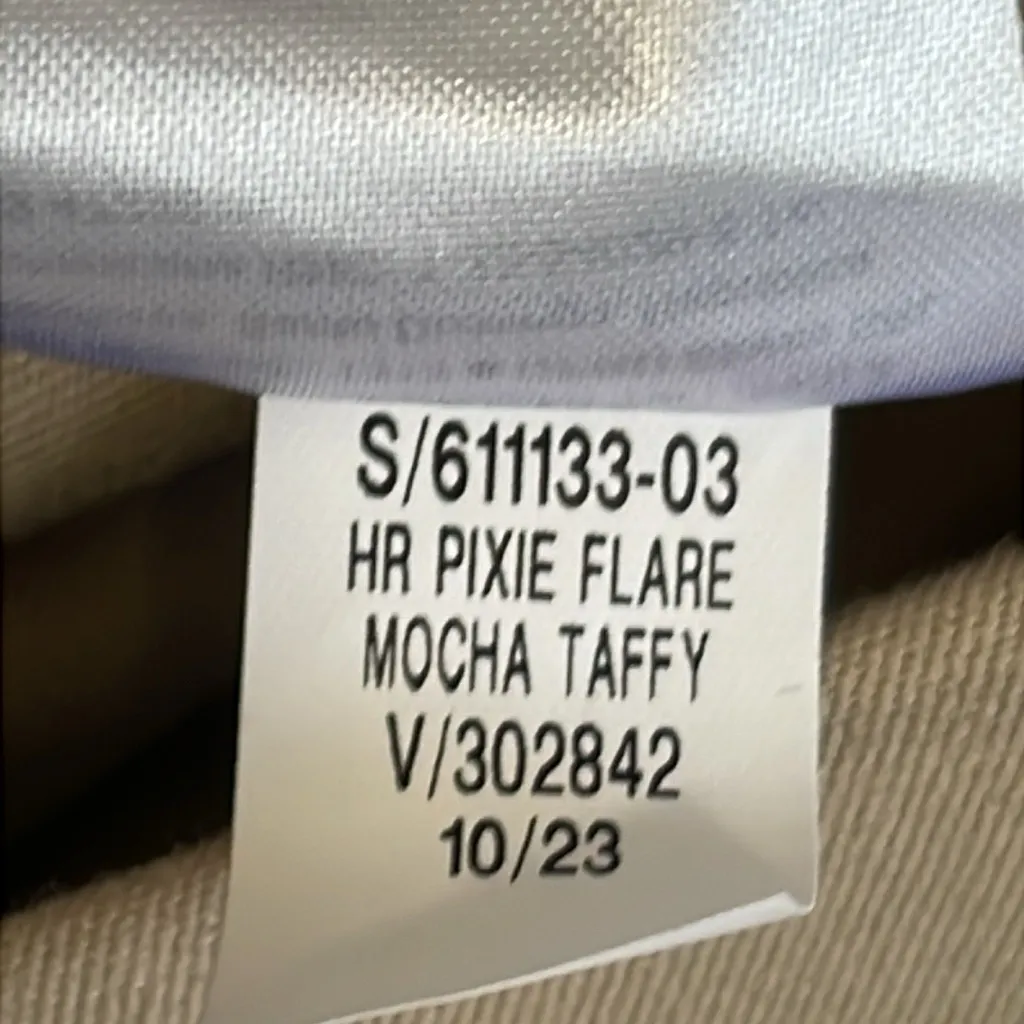 S/611133-03
HR PIXIE FLARE
MOCHA TAFFY
V/302842
10/23